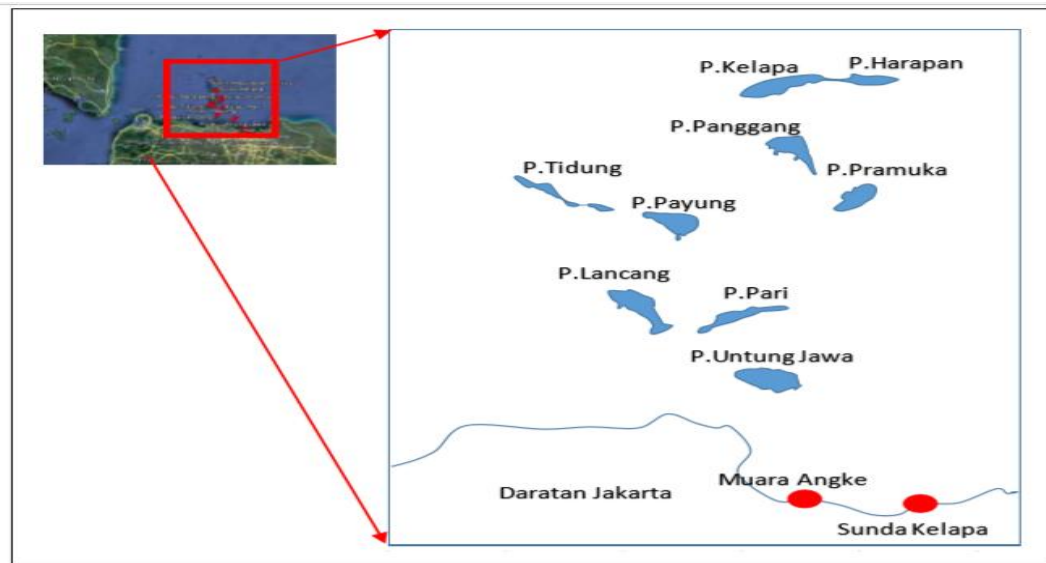 P.Kelapa
P.Harapan
P.Panggang
P.Tidung
P.Pramuka
P.Payung
P.Lancang
P.Pari
P.Untung Jawa
Muara Angke
Daratan Jakarta
Sunda Kelapa